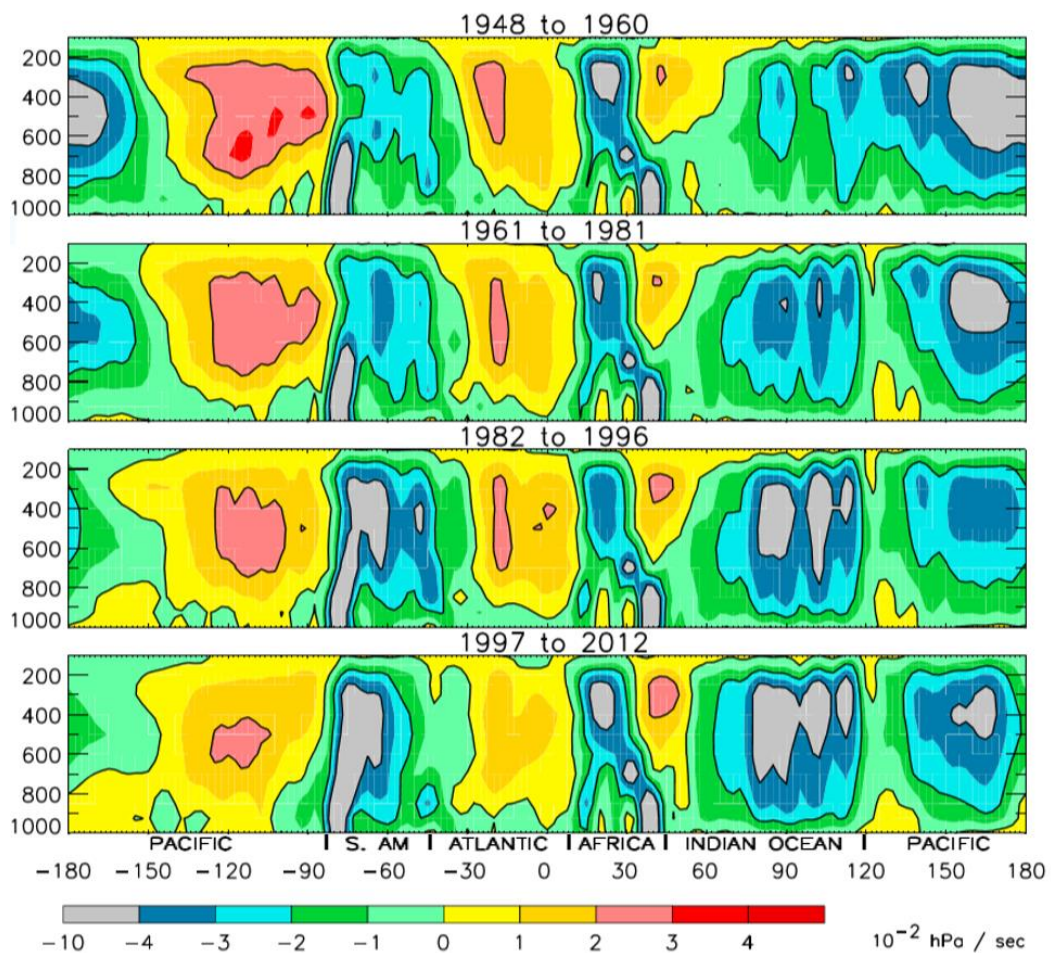 1948 to 1960
200
400
600
800
1000
1961 to 1981
200
400
600
800
1000
1982 to 1996
200
400
600
800
1000
1997 to 2012
200
400
600
800
1000
PACIFIC S. AM ATLANTIC AFRICA INDIAN OCEAN PACIFIC
-180 -150 -120 -90 -60 -30 0 30 60 90 120 150 180
-10 -4 -3 -2 -1 0 1 2 3 4 10⁻² hPa / sec